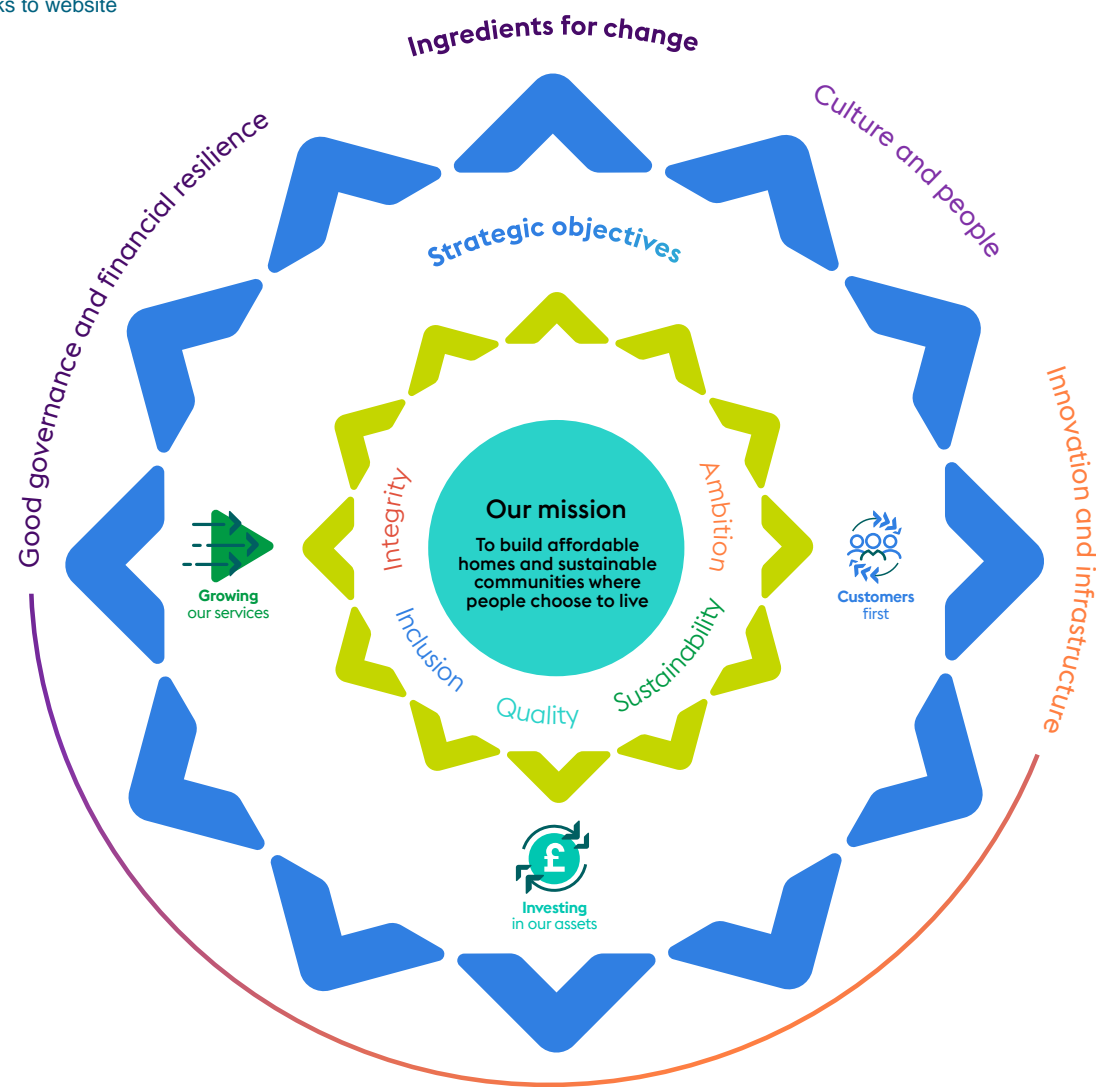 ks to website
Ingredients for change
Good governance and financial resilience
Culture and people
Innovation and infrastructure
Strategic objectives
Integrity
Ambition
Inclusion
Quality
Sustainability
Our mission
To build affordable
homes and sustainable
communities where
people choose to live
Growing
our services
Customers
first
£
Investing
in our assets